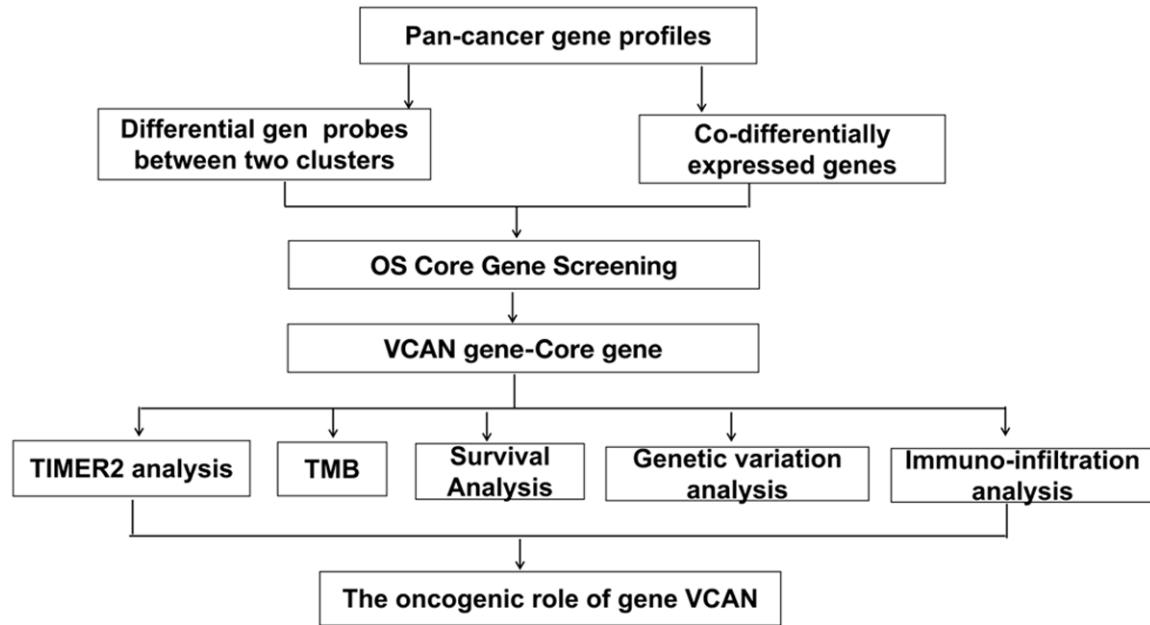 Pan-cancer gene profiles
Differential gen probes
between two clusters
Co-differentially
expressed genes
OS Core Gene Screening
VCAN gene-Core gene
TIMER2 analysis
TMB
Survival
Analysis
Genetic variation
analysis
Immuno-infiltration
analysis
The oncogenic role of gene VCAN